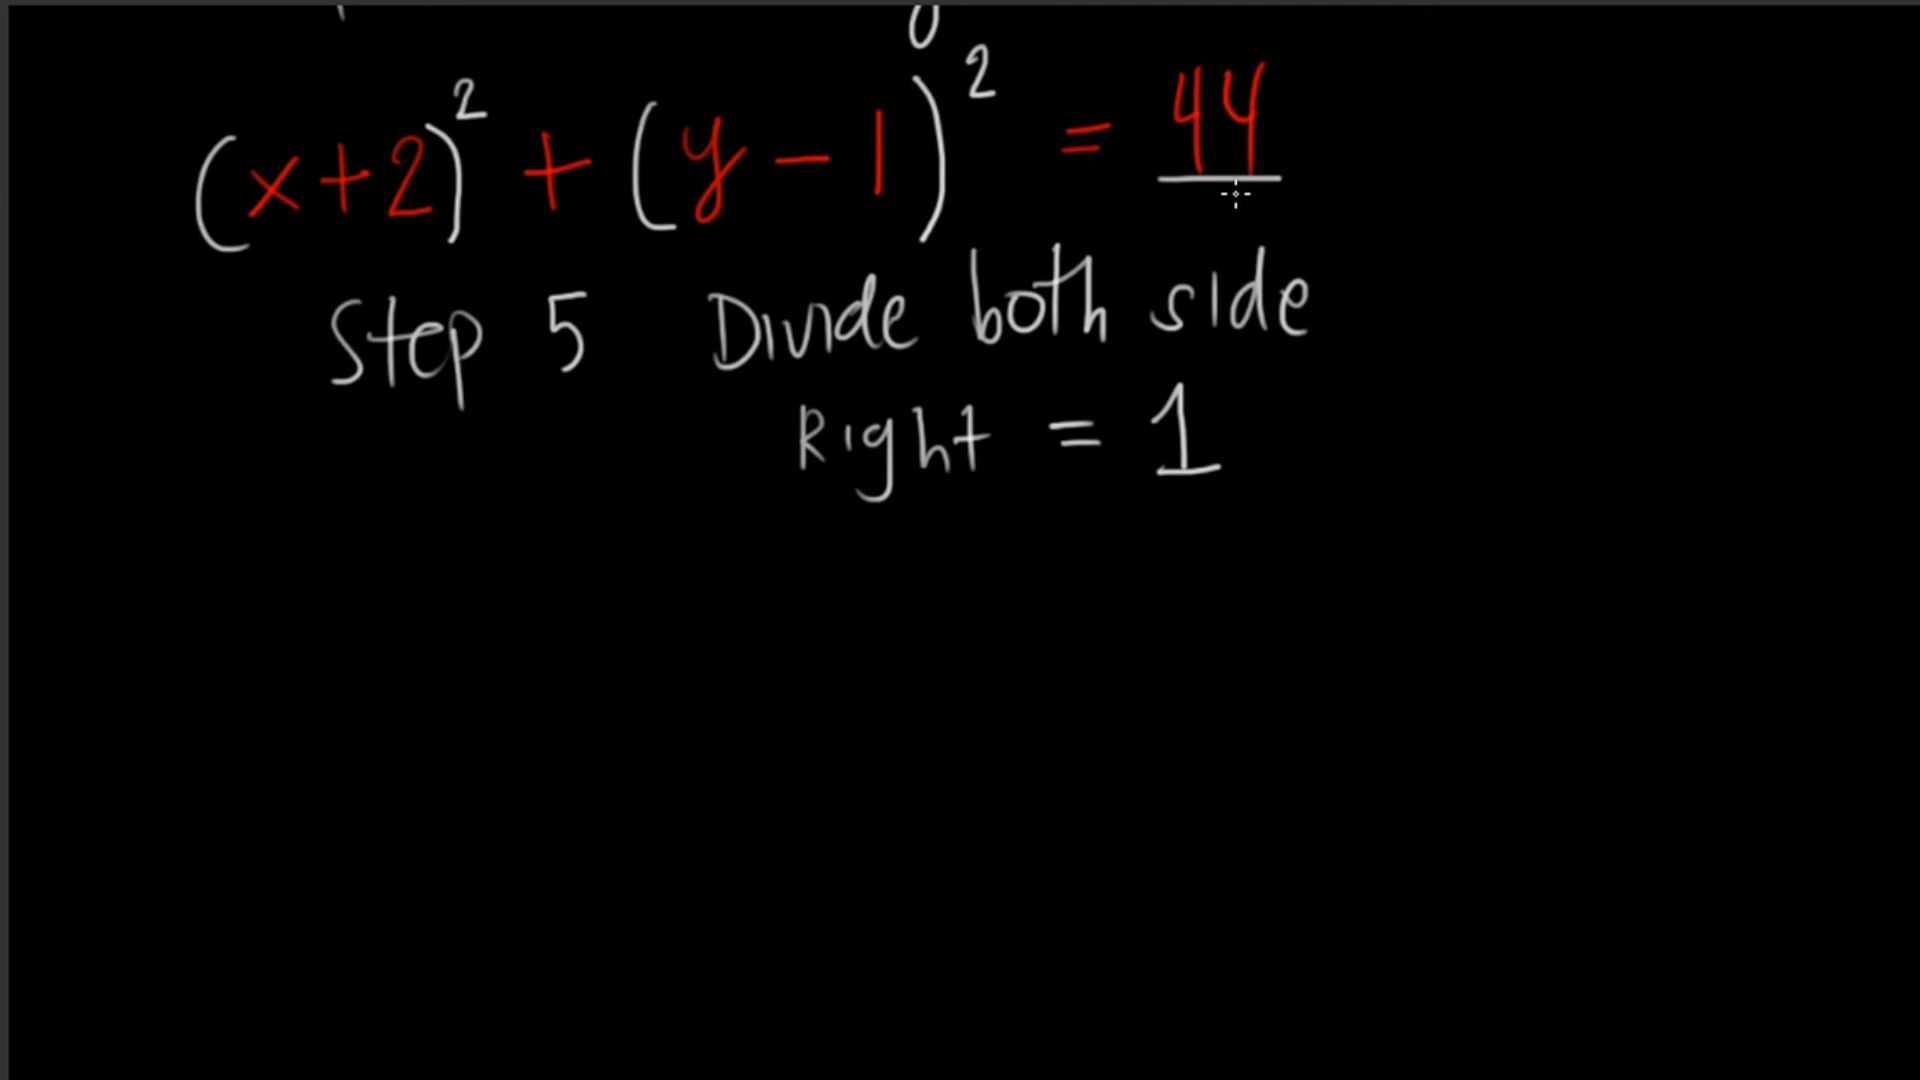 (x+2)² + (y-1)² = 44
Step 5 Divide both side
Right = 1